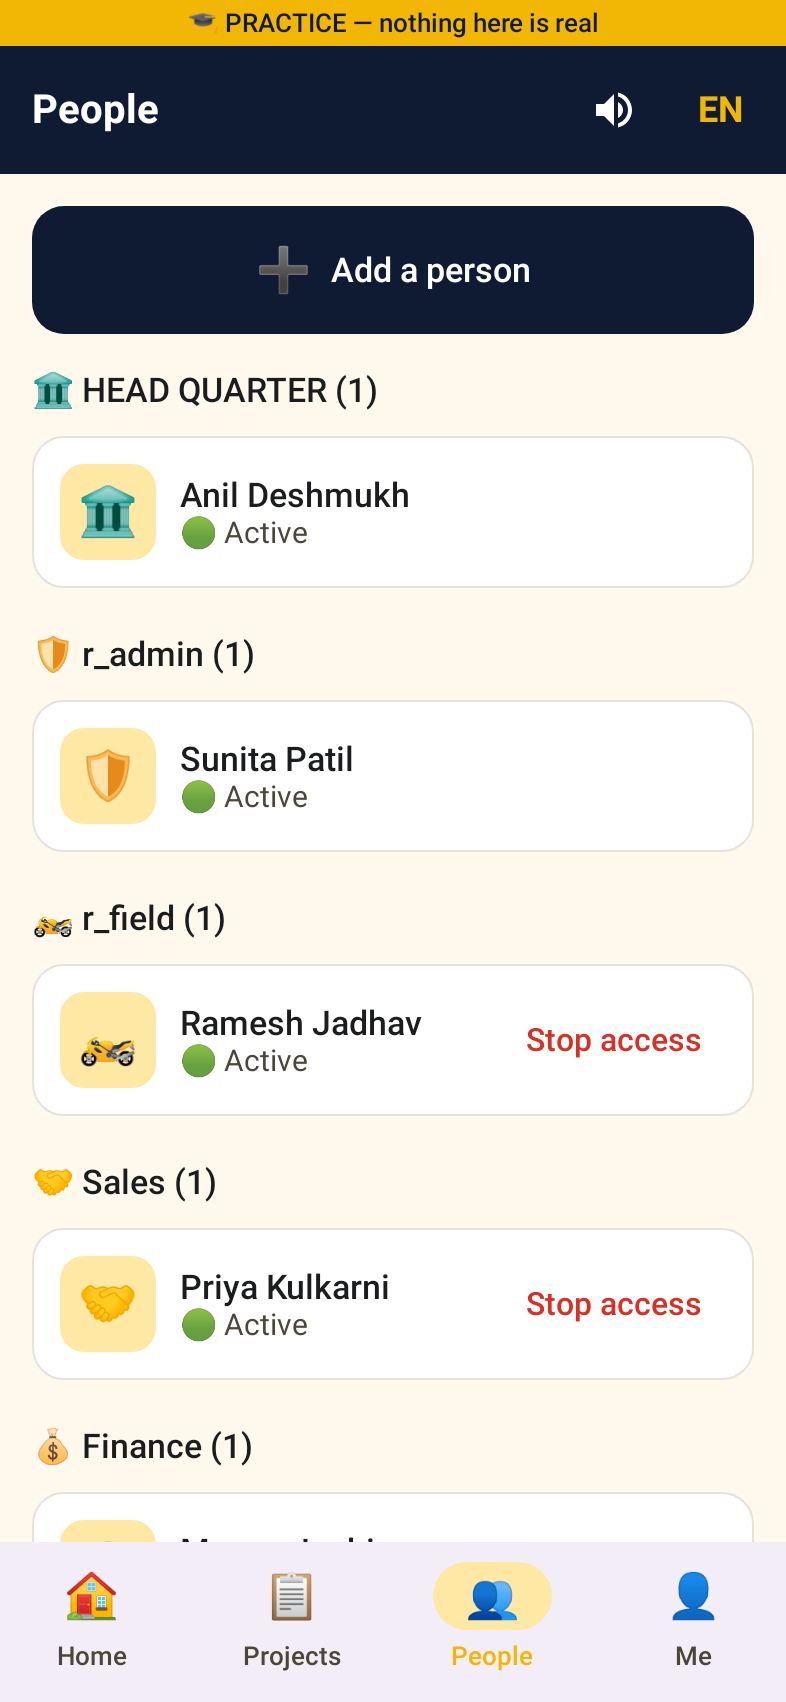 PRACTICE — nothing here is real
People
EN
Add a person
HEAD QUARTER (1)
Anil Deshmukh
Active
r_admin (1)
Sunita Patil
Active
r_field (1)
Ramesh Jadhav
Active
Stop access
Sales (1)
Priya Kulkarni
Active
Stop access
Finance (1)
Home
Projects
People
Me